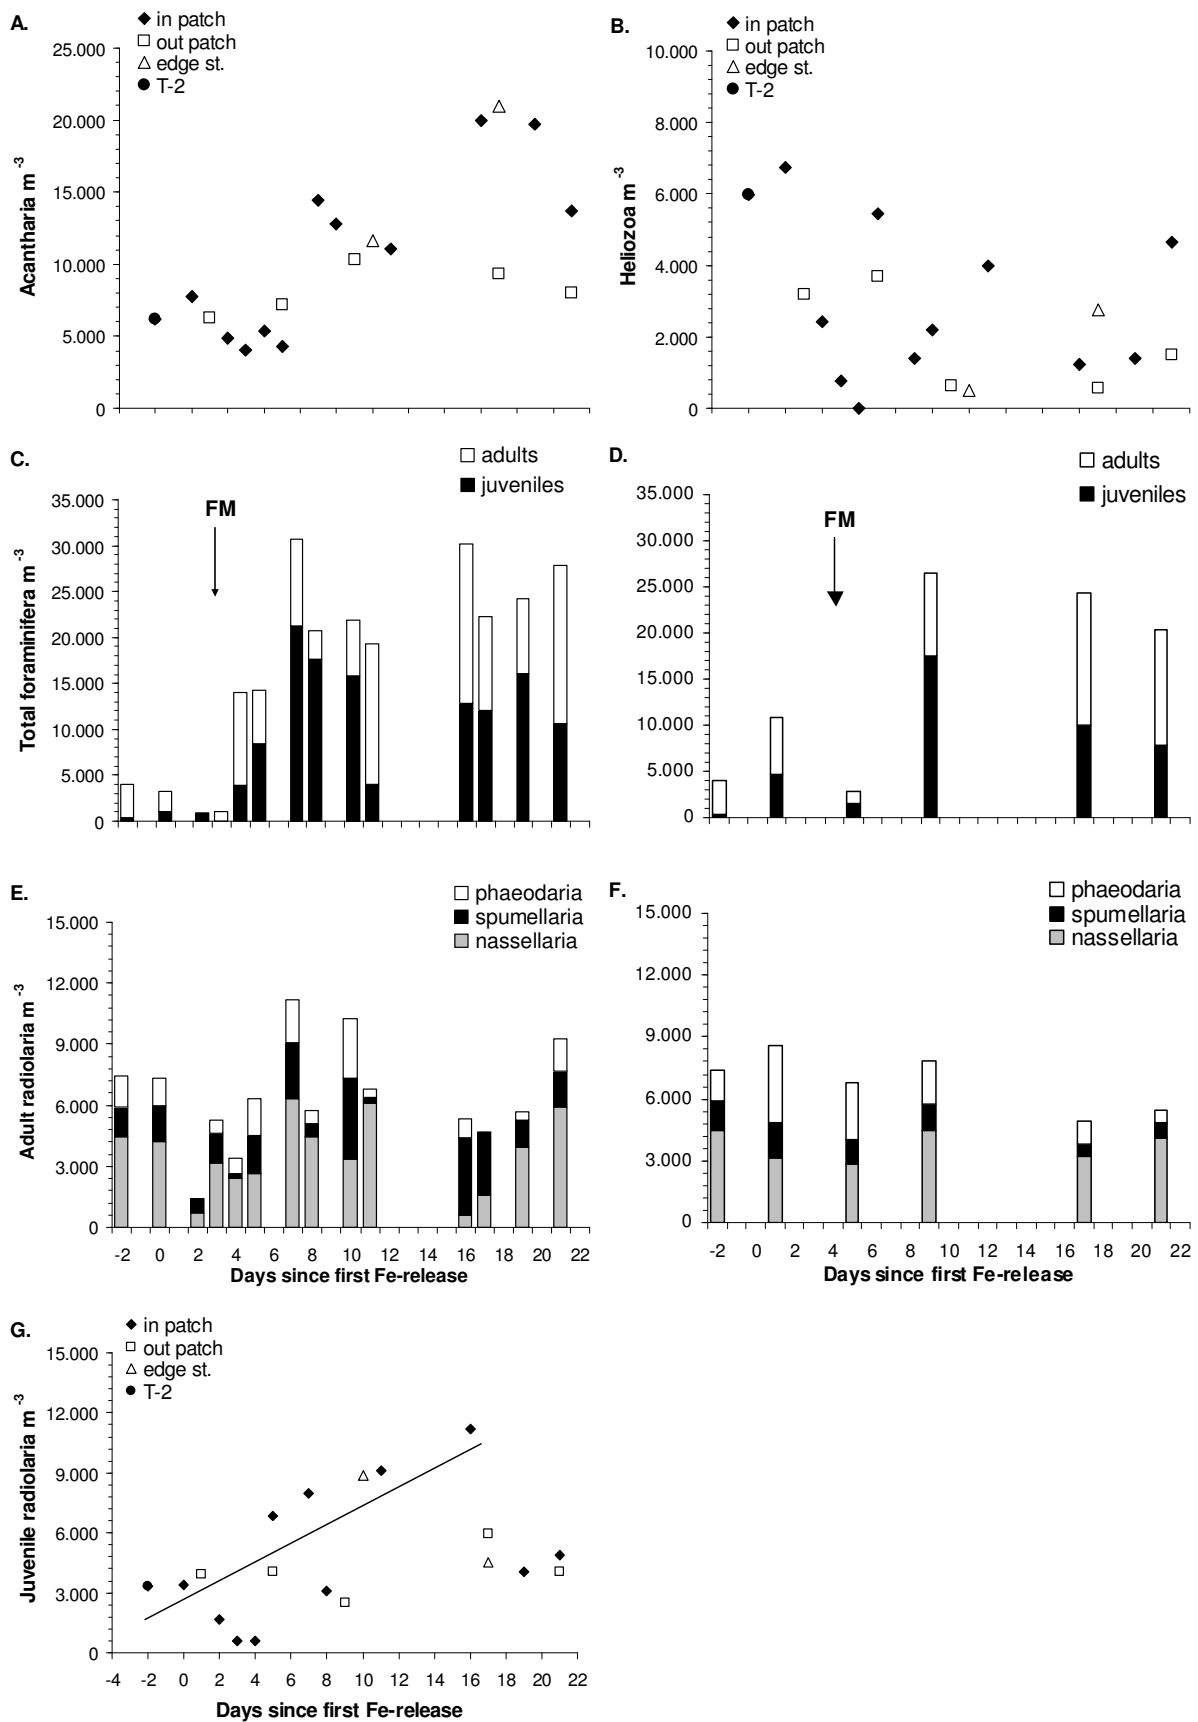 A.
in patch
out patch
edge st.
T-2
25.000
20.000
15.000
10.000
5.000
0
Acantharia m -3
B.
in patch
out patch
edge st.
T-2
10.000
8.000
6.000
4.000
2.000
0
Heliozoa m -3
C.
adults
juveniles
FM
35.000
30.000
25.000
20.000
15.000
10.000
5.000
0
Total foraminifera m -3
D.
adults
juveniles
FM
35.000
30.000
25.000
20.000
15.000
10.000
5.000
0
E.
phaeodaria
spumellaria
nassellaria
15.000
12.000
9.000
6.000
3.000
0
Adult radiolaria m -3
-2 0 2 4 6 8 10 12 14 16 18 20 22
Days since first Fe-release
F.
phaeodaria
spumellaria
nassellaria
15.000
12.000
9.000
6.000
3.000
0
-2 0 2 4 6 8 10 12 14 16 18 20 22
Days since first Fe-release
G.
in patch
out patch
edge st.
T-2
15.000
12.000
9.000
6.000
3.000
0
Juvenile radiolaria m -3
-4 -2 0 2 4 6 8 10 12 14 16 18 20 22
Days since first Fe-release